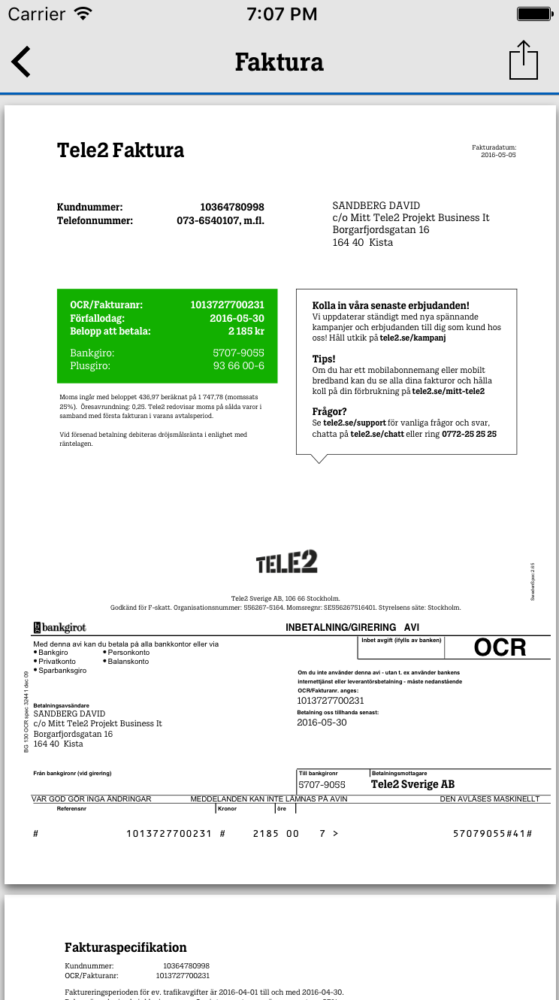 Carrier 7:07 PM
Faktura
Tele2 Faktura
Fakturadatum:
2016-05-05
Kundnummer: 10364780998
Telefonnummer: 073-6540107, m.fl.
SANDBERG DAVID
c/o Mitt Tele2 Projekt Business It
Borgarfjordsgatan 16
164 40 Kista
OCR/Fakturanr: 1013727700231
Förfallodag: 2016-05-30
Belopp att betala: 2 185 kr
Bankgiro: 5707-9055
Plusgiro: 93 66 00-6
Moms ingår med beloppet 436,97 beräknat på 1 747,78 (momssats
25%). Öresavrundning: 0,25. Tele2 redovisar moms på sålda varor i
samband med första fakturan i varans avtalsperiod.
Vid försenad betalning debiteras dröjsmålsränta i enlighet med
räntelagen.
Kolla in våra senaste erbjudanden!
Vi uppdaterar ständigt med nya spännande
kampanjer och erbjudanden till dig som kund hos
oss! Håll utkik på tele2.se/kampanj
Tips!
Om du har ett mobilabonnemang eller mobilt
bredband kan du se alla dina fakturor och hålla
koll på din förbrukning på tele2.se/mitt-tele2
Frågor?
Se tele2.se/support för vanliga frågor och svar,
chatta på tele2.se/chatt eller ring 0772-25 25 25
TELE2
SwedenSpoc 2.65
Tele2 Sverige AB, 106 66 Stockholm.
Godkänd för F-skatt. Organisationsnummer: 556267-5164. Momsregnr: SE556267516401. Styrelsens säte: Stockholm.
bankgirot INBETALNING/GIRERING AVI
Med denna avi kan du betala på alla bankkontor eller via
• Bankgiro • Personkonto
• Privatkonto • Balanskonto
• Sparbanksgiro
Inbet avgift (ifylls av banken)
OCR
Om du inte använder denna avi - utan t. ex använder bankens
internettjänst eller leverantörsbetalning - måste nedanstående
OCR/Fakturanr. anges:
1013727700231
Betalning oss tillhanda senast:
2016-05-30
BG 130 OCR spec 3244 1 dec 09
Betalningsavsändare
SANDBERG DAVID
c/o Mitt Tele2 Projekt Business It
Borgarfjordsgatan 16
164 40 Kista
Från bankgironr (vid girering)
Till bankgironr Betalningsmottagare
5707-9055 Tele2 Sverige AB
VAR GOD GÖR INGA ÄNDRINGAR MEDDELANDEN KAN INTE LÄMNAS PÅ AVIN DEN AVLÄSES MASKINELLT
Referensnr Kronor öre
# 1013727700231 # 2185 00 7 > 57079055#41#
Fakturaspecifikation
Kundnummer: 10364780998
OCR/Fakturanr: 1013727700231
Faktureringsperioden för ev. trafikavgifter är 2016-04-01 till och med 2016-04-30.